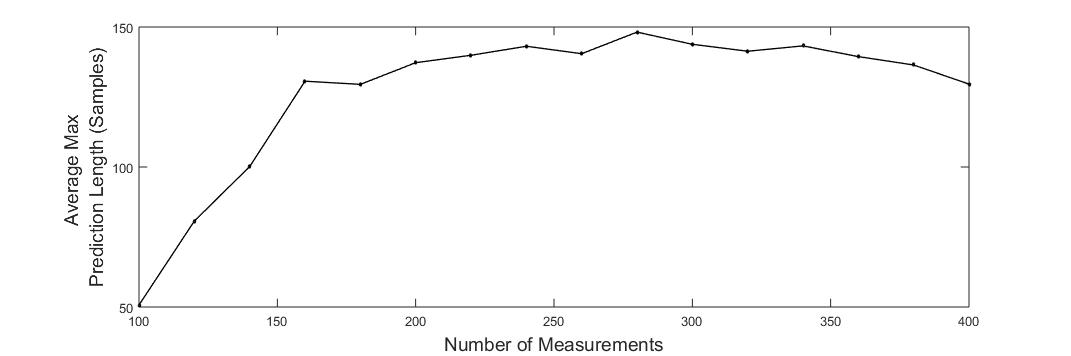 Average Max
Prediction Length (Samples)
150
100
50
100 150 200 250 300 350 400
Number of Measurements